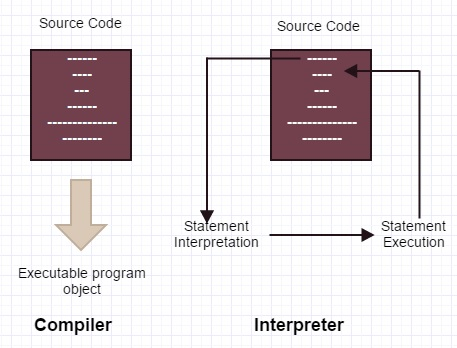 Source Code
Executable program
object
Compiler
Source Code
Statement
Interpretation
Statement
Execution
Interpreter